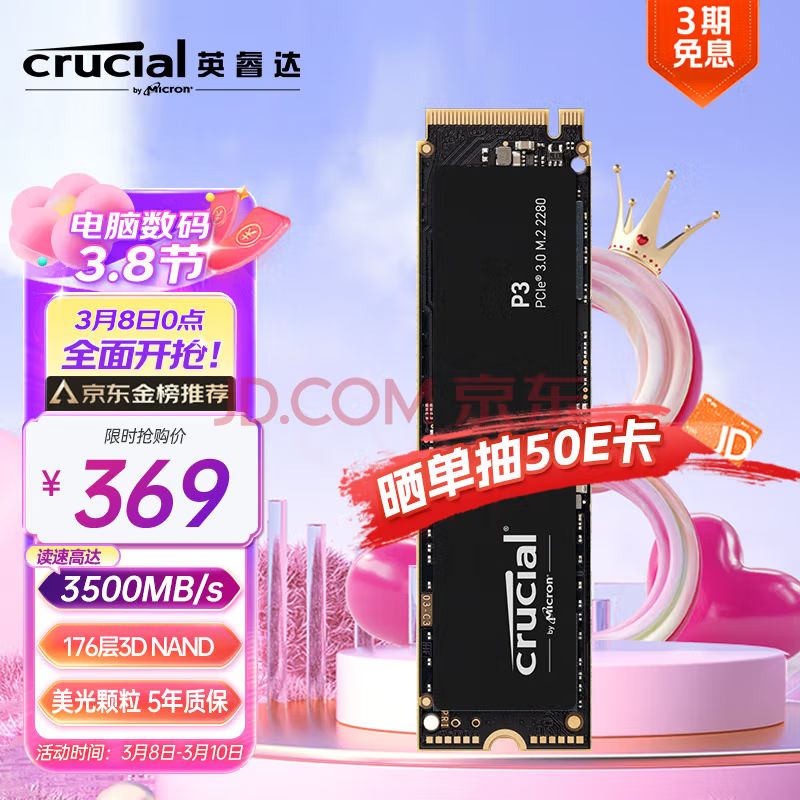 crucial 英睿达
by Micron®
3期
免息
电脑数码
3.8节
3月8日0点
全面开抢！
京东金榜推荐
限时抢购价
¥369
读速高达
3500MB/s
176层3D NAND
美光颗粒 5年质保
活动时间：3月8日-3月10日
P3
PCIe® 3.0 M.2 2280
JD.COM 京东
晒单抽50E卡
JD
crucial®
by Micron®
03-C3
PRI